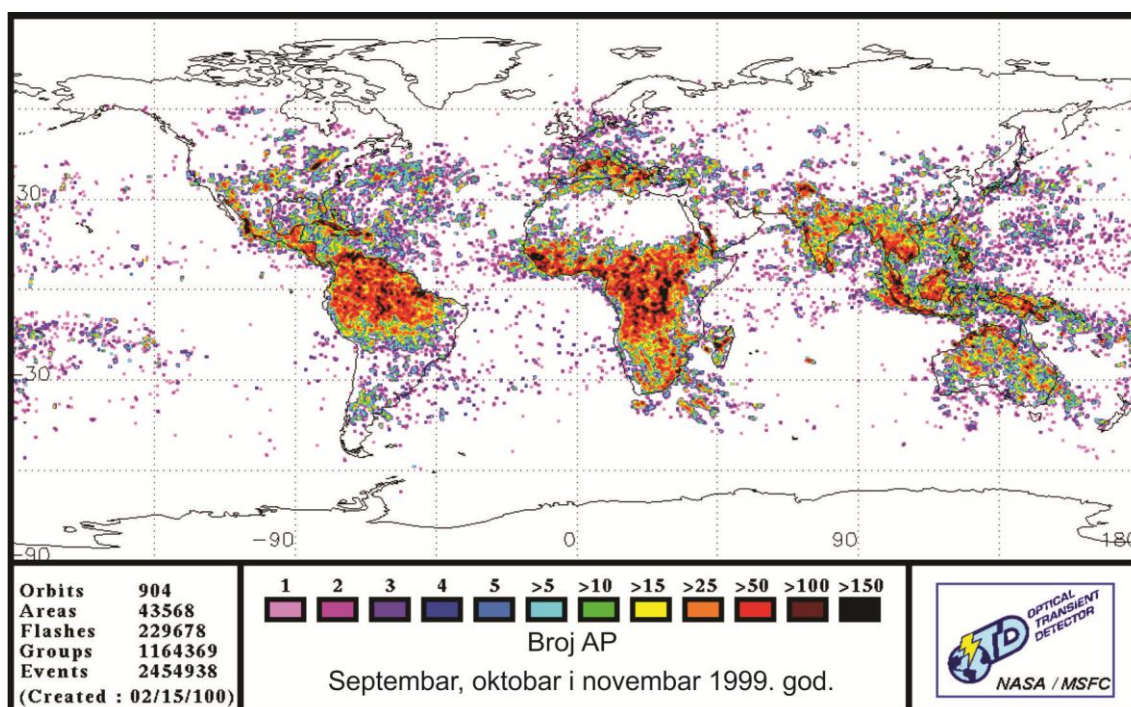 30
-30
-90
-90
0
90
180
Orbits 904
Areas 43568
Flashes 229678
Groups 1164369
Events 2454938
(Created : 02/15/100)
1 2 3 4 5 >5 >10 >15 >25 >50 >100 >150
Broj AP
Septembar, oktobar i novembar 1999. god.
OTD
OPTICAL
TRANSIENT
DETECTOR
NASA / MSFC